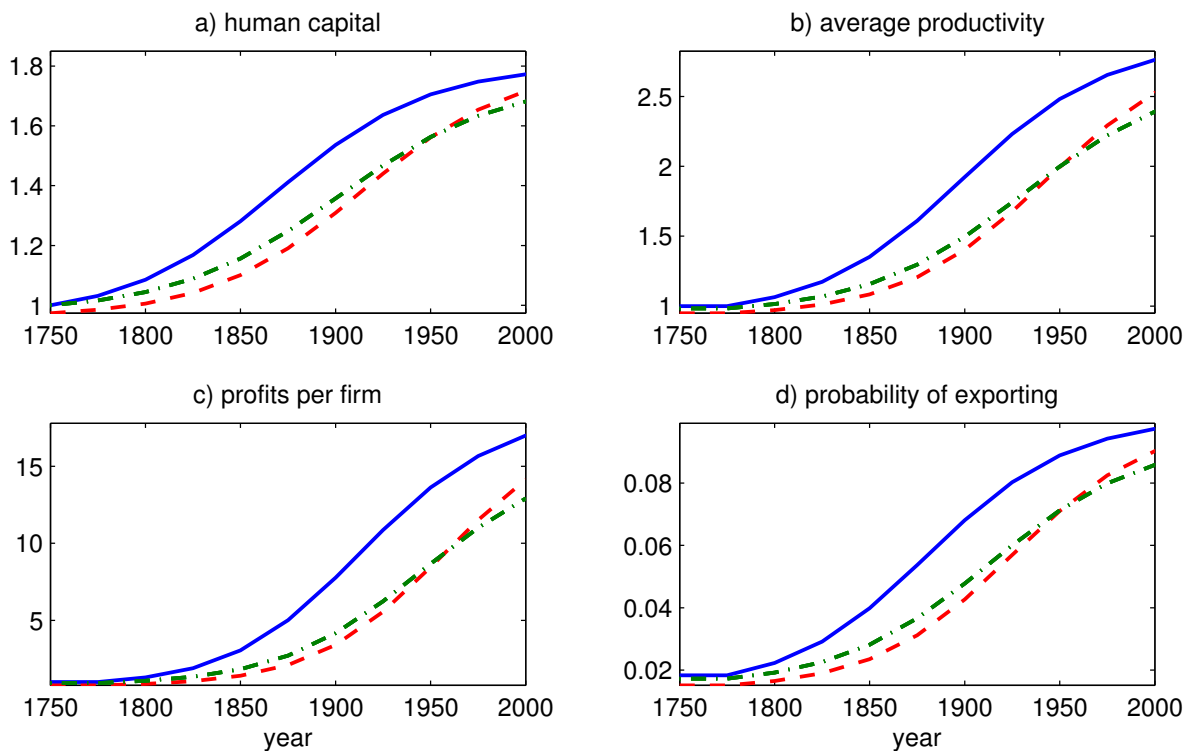 a) human capital
1.8
1.6
1.4
1.2
1
1750 1800 1850 1900 1950 2000
b) average productivity
2.5
2
1.5
1
1750 1800 1850 1900 1950 2000
c) profits per firm
15
10
5
1750 1800 1850 1900 1950 2000
year
d) probability of exporting
0.08
0.06
0.04
0.02
1750 1800 1850 1900 1950 2000
year